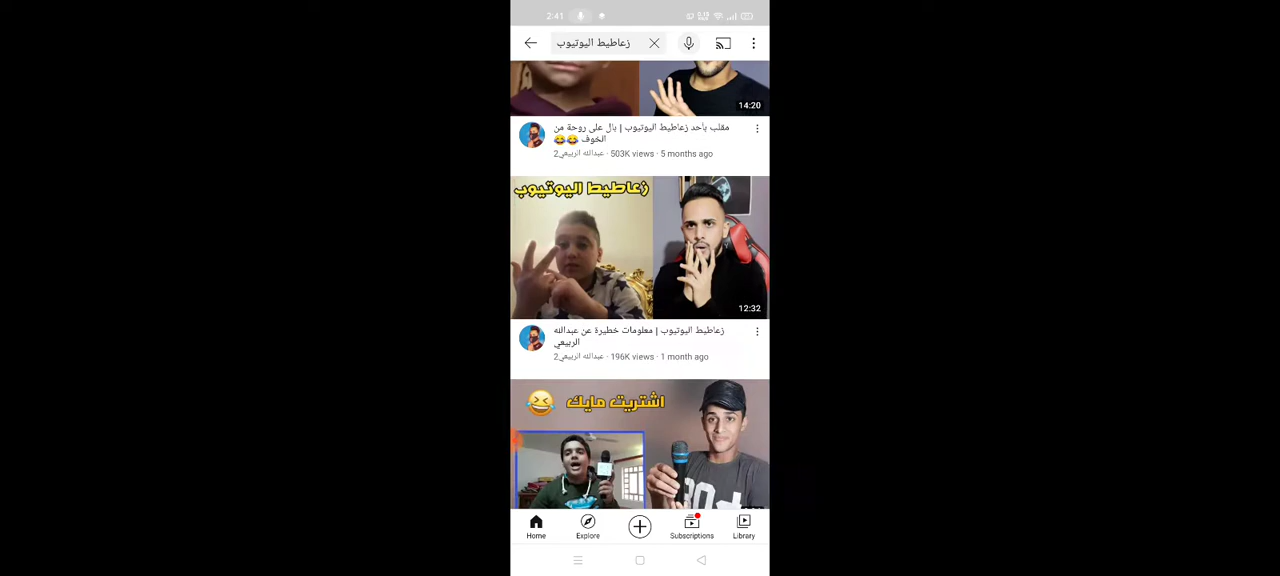 2:41
زعاطيط اليوتيوب
14:20
مقلب بأحد زعاطيط اليوتيوب | بال على روحة من
الخوف 😂😂
عبدالله الربيعي2 · 503K views · 5 months ago
زعاطيط اليوتيوب
12:32
زعاطيط اليوتيوب | معلومات خطيرة عن عبدالله
الربيعي
عبدالله الربيعي2 · 196K views · 1 month ago
اشتريت مايك
30+
Home
Explore
Subscriptions
Library